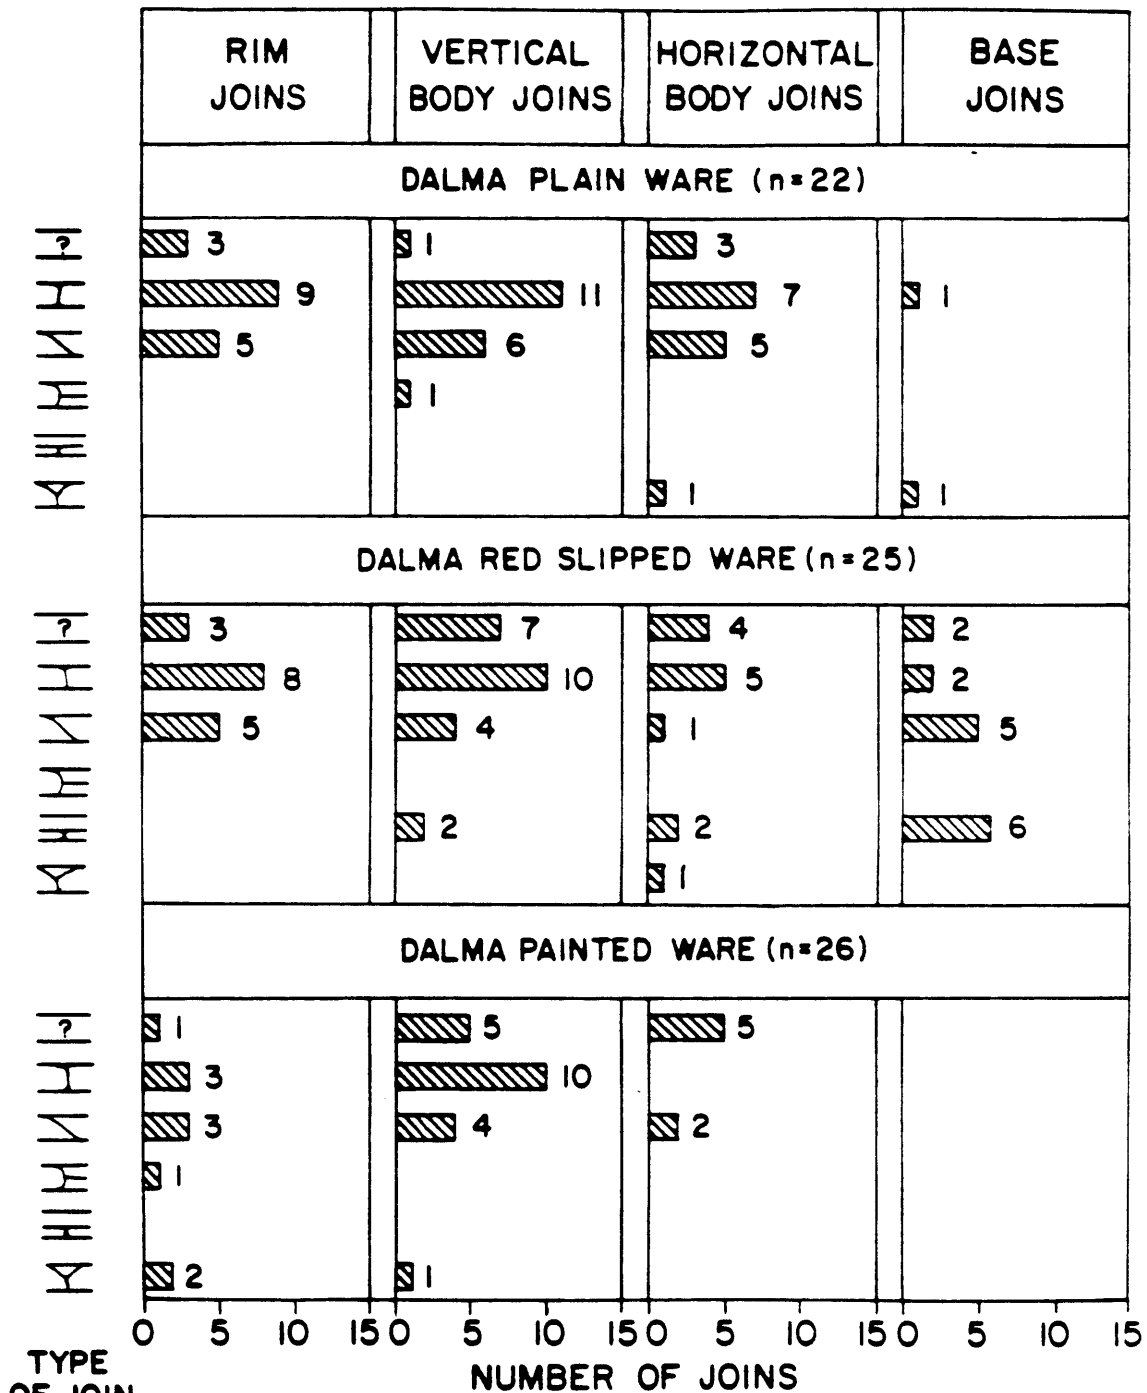 RIM VERTICAL HORIZONTAL BASE
JOINS BODY JOINS BODY JOINS JOINS
DALMA PLAIN WARE (n=22)
? 3 1 3
9 11 7 1
5 6 5
1
1 1
DALMA RED SLIPPED WARE (n=25)
? 3 7 4 2
8 10 5 2
5 4 1 5
2 2 6
1
DALMA PAINTED WARE (n=26)
? 1 5 5
3 10
3 4 2
1
2 1
0 5 10 15 0 5 10 15 0 5 10 15 0 5 10 15
TYPE
OF JOIN
NUMBER OF JOINS